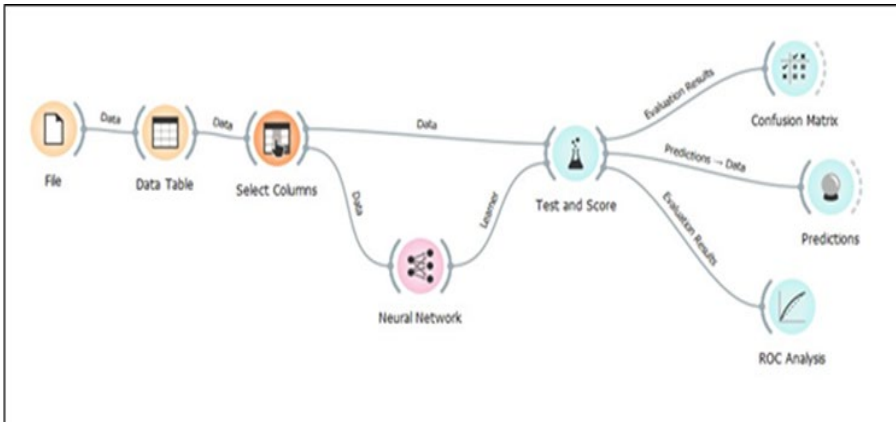 File
Data
Data Table
Data
Select Columns
Data
Data
Neural Network
Learner
Test and Score
Evaluation Results
Confusion Matrix
Predictions → Data
Predictions
Evaluation Results
ROC Analysis